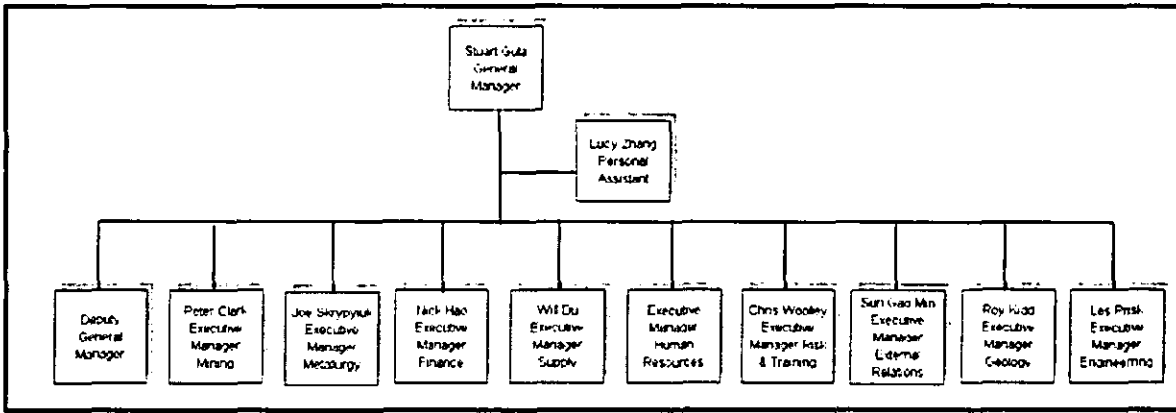 Stuart Gula
General
Manager
Lucy Zhang
Personal
Assistant
Deputy
General
Manager
Peter Clark
Executive
Manager
Mining
Joe Skrypyiuk
Executive
Manager
Metallurgy
Nick Hao
Executive
Manager
Finance
Will Du
Executive
Manager
Supply
Executive
Manager
Human
Resources
Chris Woolley
Executive
Manager Risk
& Training
Sun Gao Min
Executive
Manager
External
Relations
Roy Kidd
Executive
Manager
Geology
Les Prisk
Executive
Manager
Engineering